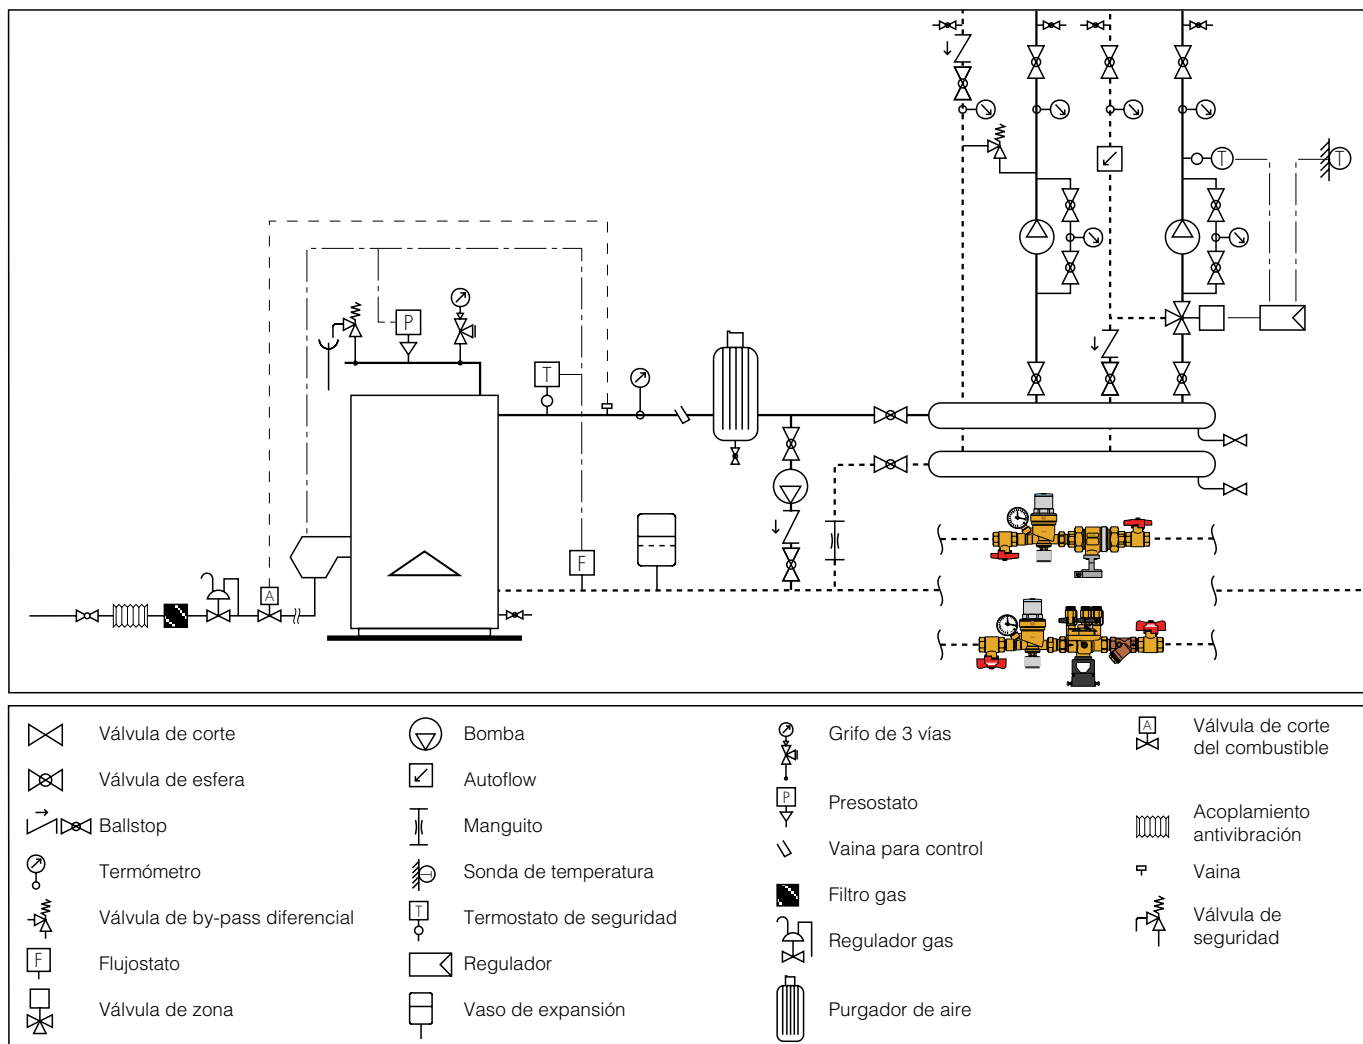 T
T
P
T
A
F
Válvula de corte
Válvula de esfera
Ballstop
Termómetro
Válvula de by-pass diferencial
F
Flujostato
Válvula de zona
Bomba
Autoflow
Manguito
Sonda de temperatura
T
Termostato de seguridad
Regulador
Vaso de expansión
Grifo de 3 vías
P
Presostato
Vaina para control
Filtro gas
Regulador gas
Purgador de aire
A
Válvula de corte
del combustible
Acoplamiento
antivibración
Vaina
Válvula de
seguridad